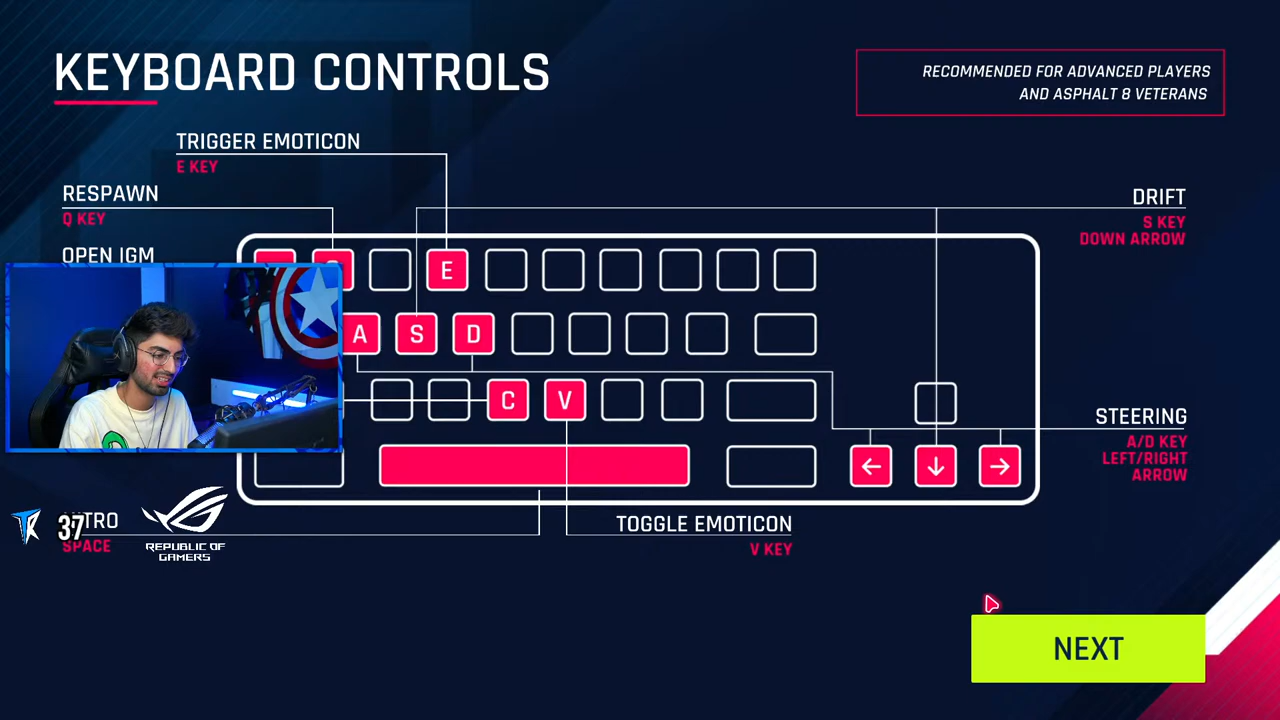 KEYBOARD CONTROLS
RECOMMENDED FOR ADVANCED PLAYERS
AND ASPHALT 8 VETERANS
TRIGGER EMOTICON
E KEY
RESPAWN
Q KEY
OPEN IGM
DRIFT
S KEY
DOWN ARROW
E
A S D
C V
STEERING
A/D KEY
LEFT/RIGHT
ARROW
← ↓ →
37
SPACE
REPUBLIC OF
GAMERS
TOGGLE EMOTICON
V KEY
NEXT